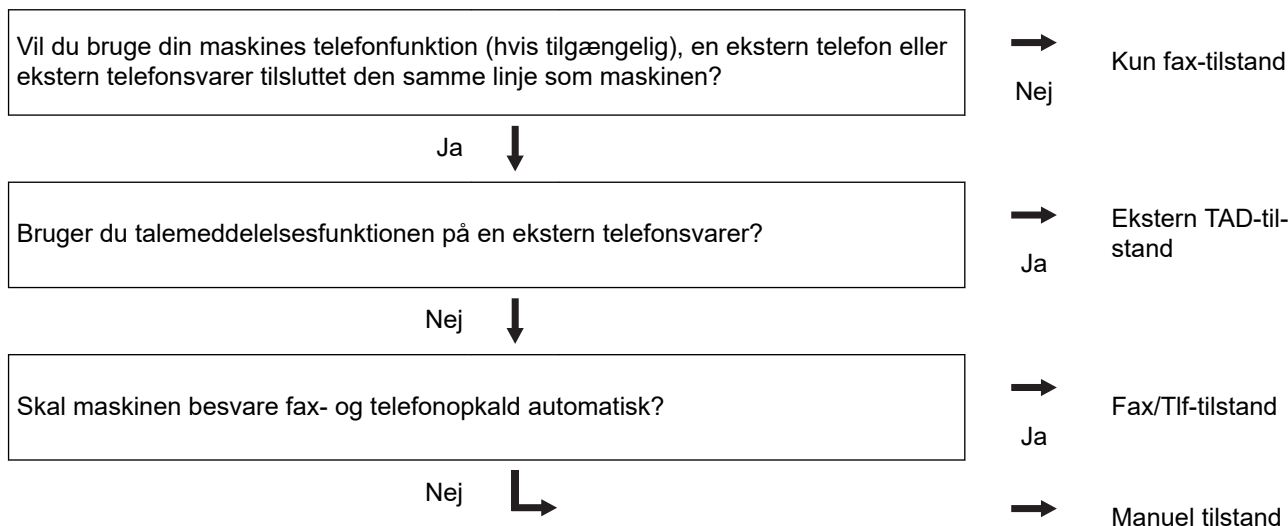 Vil du bruge din maskines telefonfunktion (hvis tilgængelig), en ekstern telefon eller
ekstern telefonsvarer tilsluttet den samme linje som maskinen?
Nej
Kun fax-tilstand
Ja
Bruger du talemeddelelsesfunktionen på en ekstern telefonsvarer?
Ja
Ekstern TAD-til-
stand
Nej
Skal maskinen besvare fax- og telefonopkald automatisk?
Ja
Fax/Tlf-tilstand
Nej
Manuel tilstand